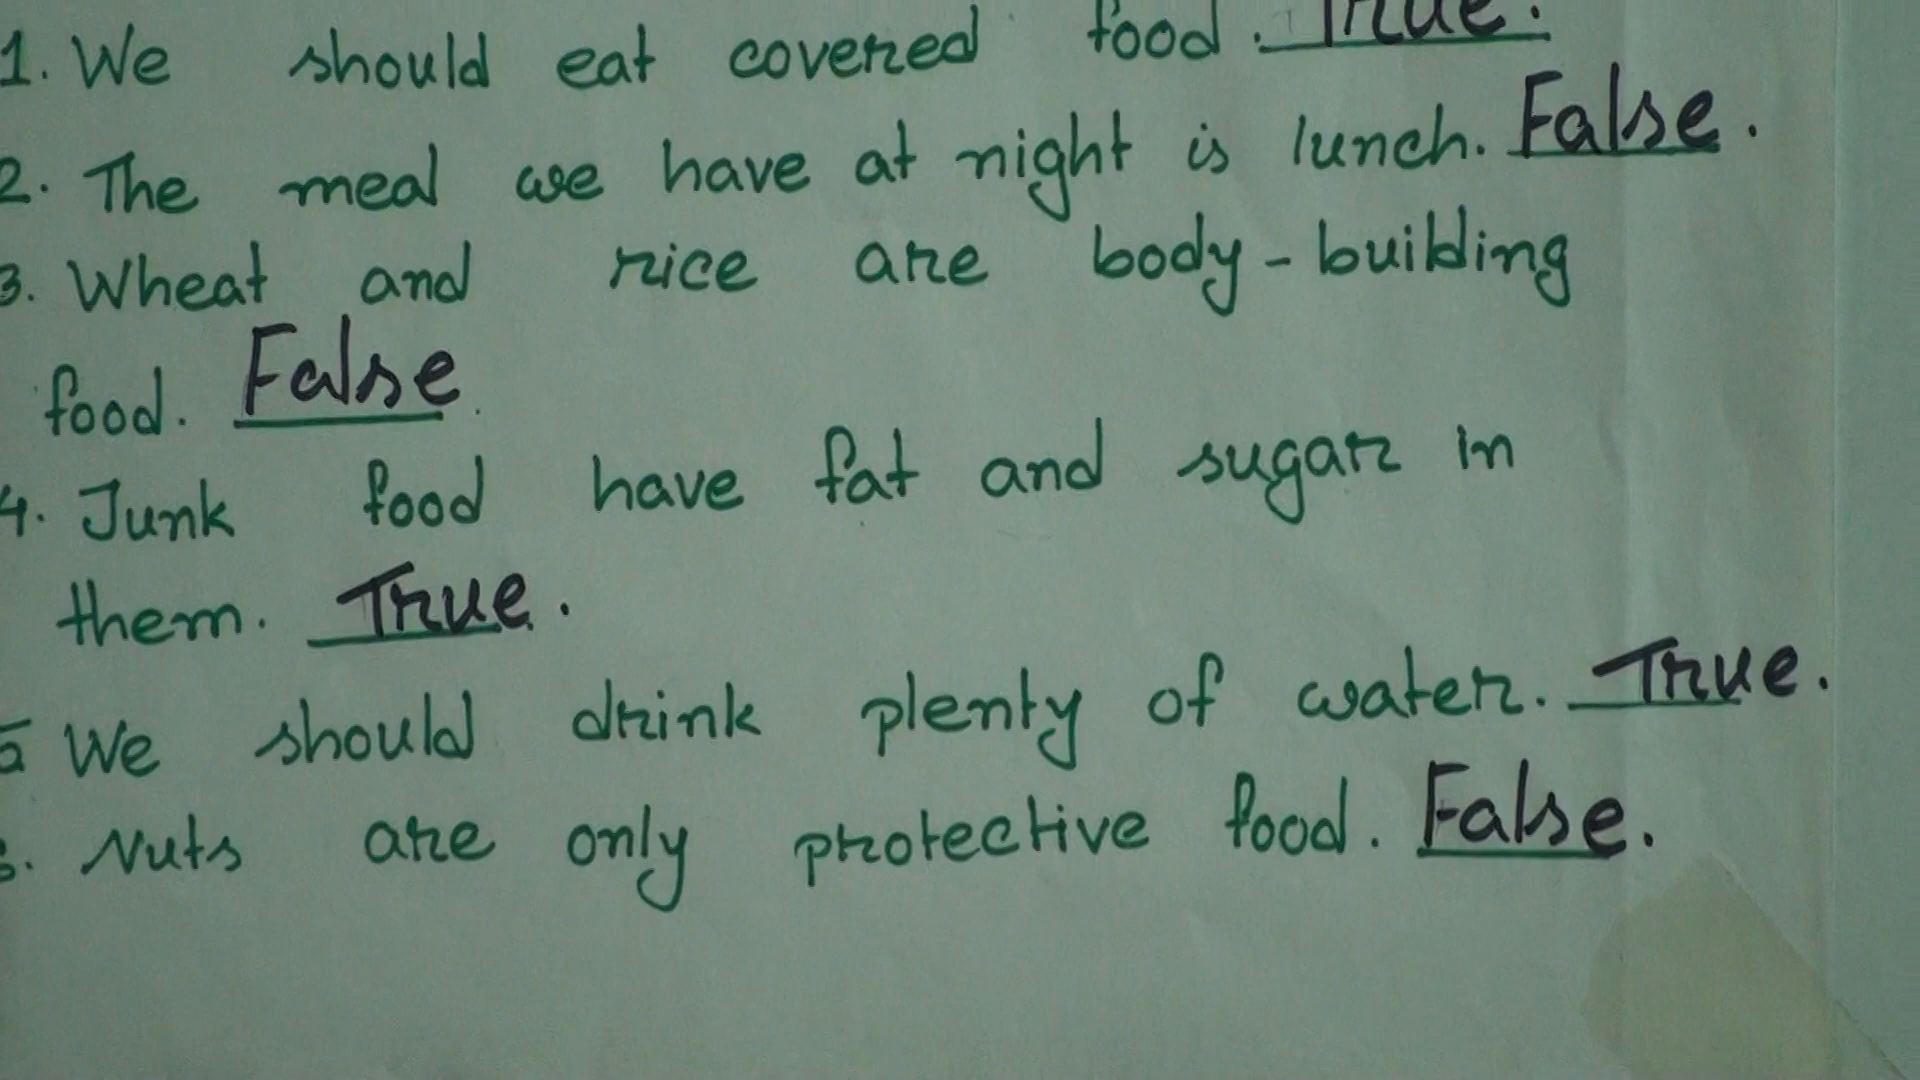 1. We should eat covered food. True.
2. The meal we have at night is lunch. False.
3. Wheat and rice are body-building
food. False.
4. Junk food have fat and sugar in
them. True.
5 We should drink plenty of water. True.
6. Nuts are only protective food. False.